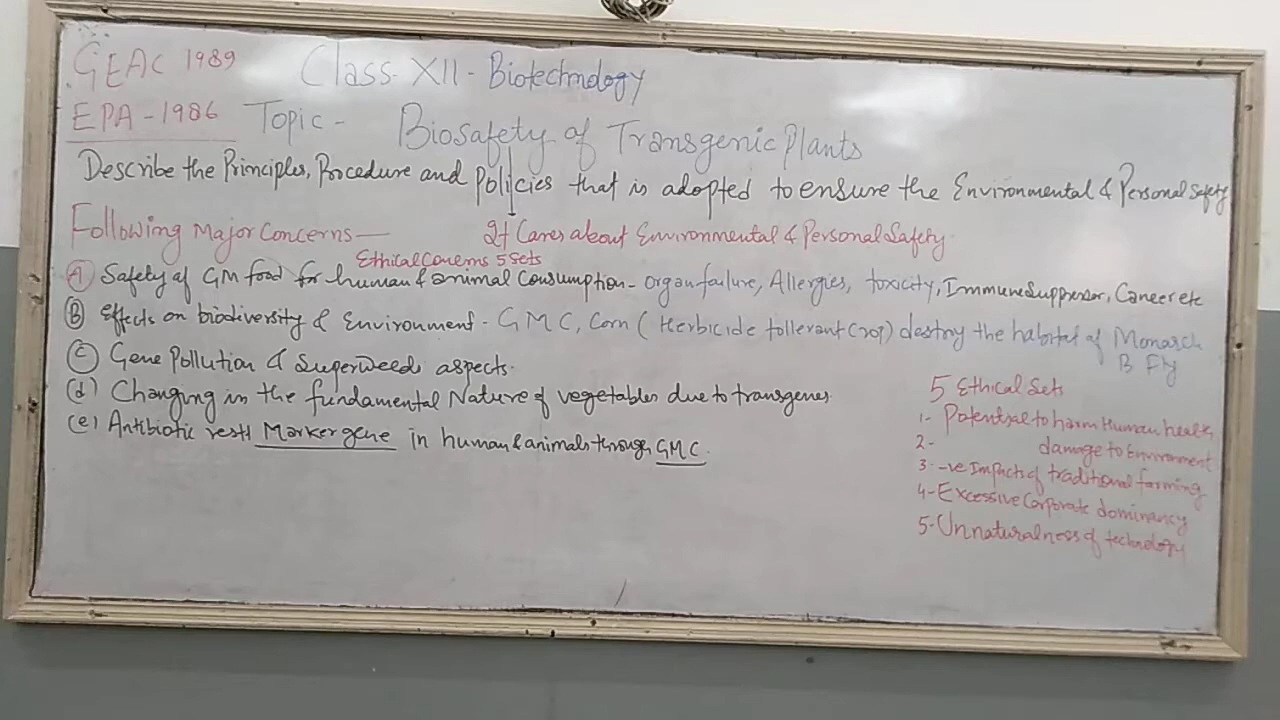 GEAC 1989 Class XII - Biotechnology
EPA - 1986 Topic - Biosafety of Transgenic Plants
Describe the Principles, Procedure and Policies that is adopted to ensure the Environmental & Personal Safety
Following Major Concerns — It Cares about Environmental & Personal Safety.
Ethical Concerns 5 Sets
(A) Safety of GM food for human & animal Consumption - organ failure, Allergies, toxicity, Immune Suppressor, Cancer etc
(B) Effects on biodiversity & Environment - GMC, Corn (Herbicide tollerant Crop) destroy the habitat of Monarch
B Fly
(C) Gene Pollution & Superweeds aspects.
(d) Changing in the fundamental Nature of vegetables due to transgenes.
(e) Antibiotic resti Marker gene in human & animals through GMC.
5 Ethical Sets
1- Potential to harm Human health
2- damage to Environment
3 -ve Impacts of traditional farming
4- Excessive Corporate dominancy
5- Unnaturalness of technology